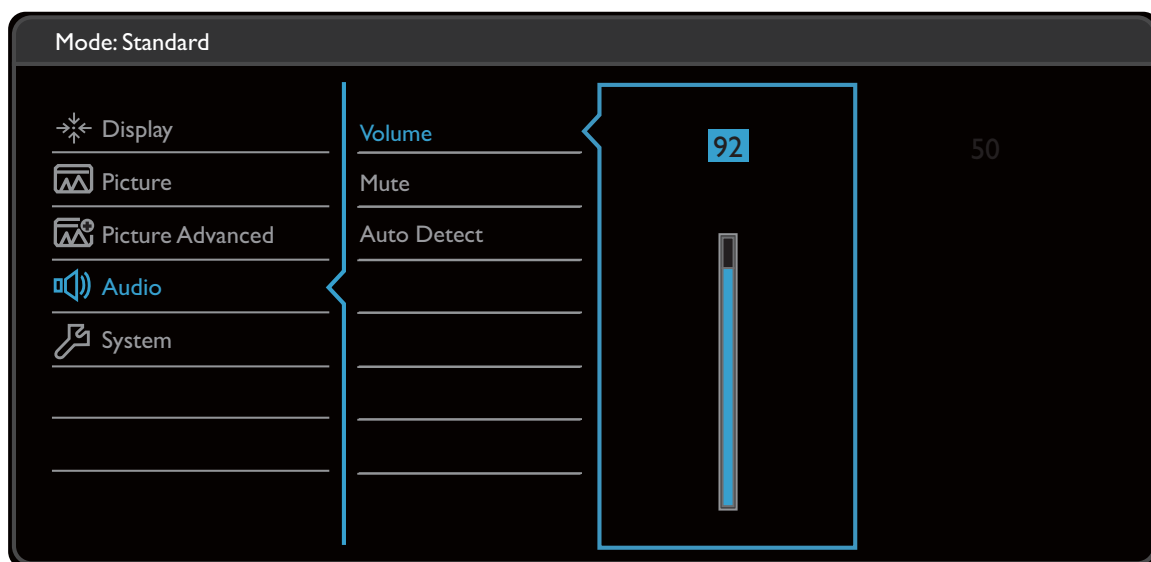 Mode: Standard
Display
Picture
Picture Advanced
Audio
System
Volume
Mute
Auto Detect
92
50